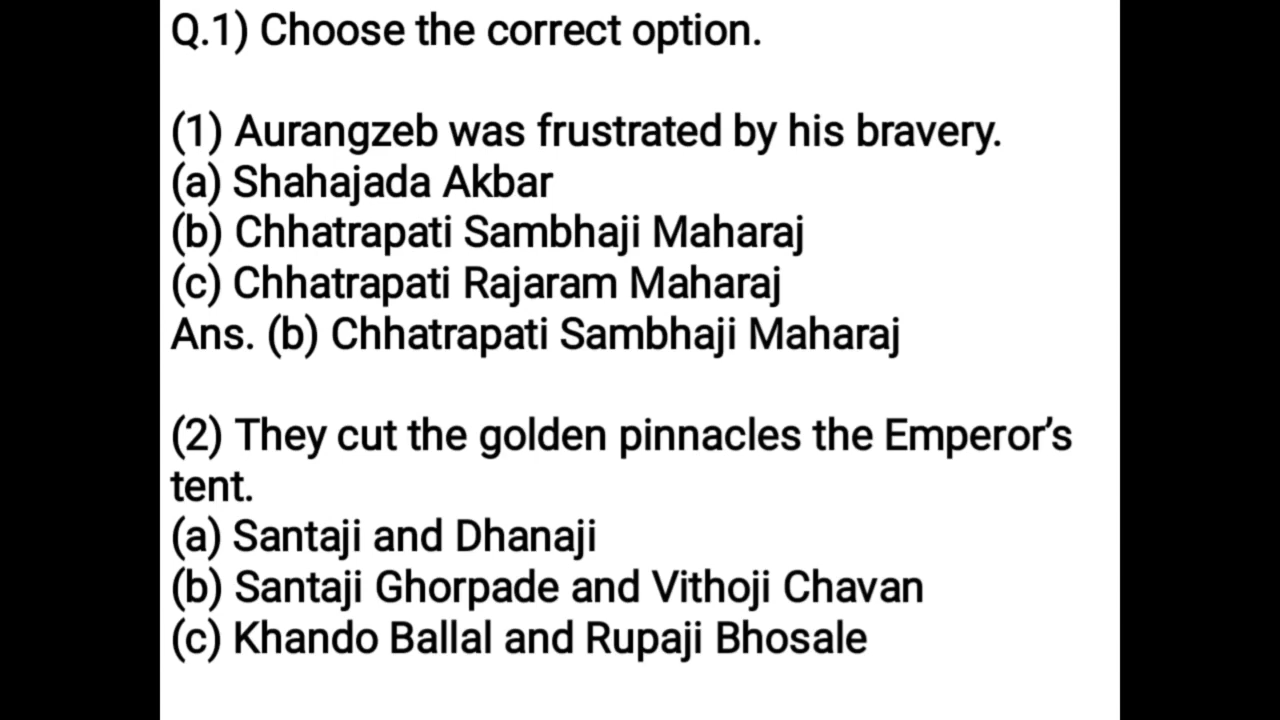 Q.1) Choose the correct option.
(1) Aurangzeb was frustrated by his bravery.
(a) Shahajada Akbar
(b) Chhatrapati Sambhaji Maharaj
(c) Chhatrapati Rajaram Maharaj
Ans. (b) Chhatrapati Sambhaji Maharaj
(2) They cut the golden pinnacles the Emperor’s
tent.
(a) Santaji and Dhanaji
(b) Santaji Ghorpade and Vithoji Chavan
(c) Khando Ballal and Rupaji Bhosale